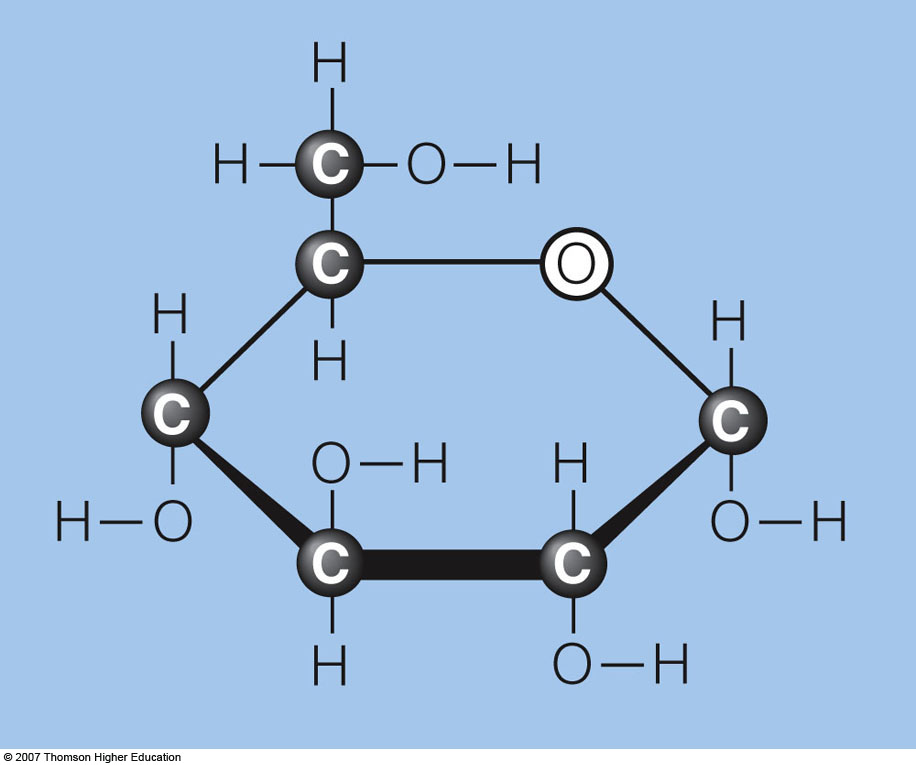 H
H C O H
C O
H H
H
C C
O H H
H O O H
C C
H O H
© 2007 Thomson Higher Education